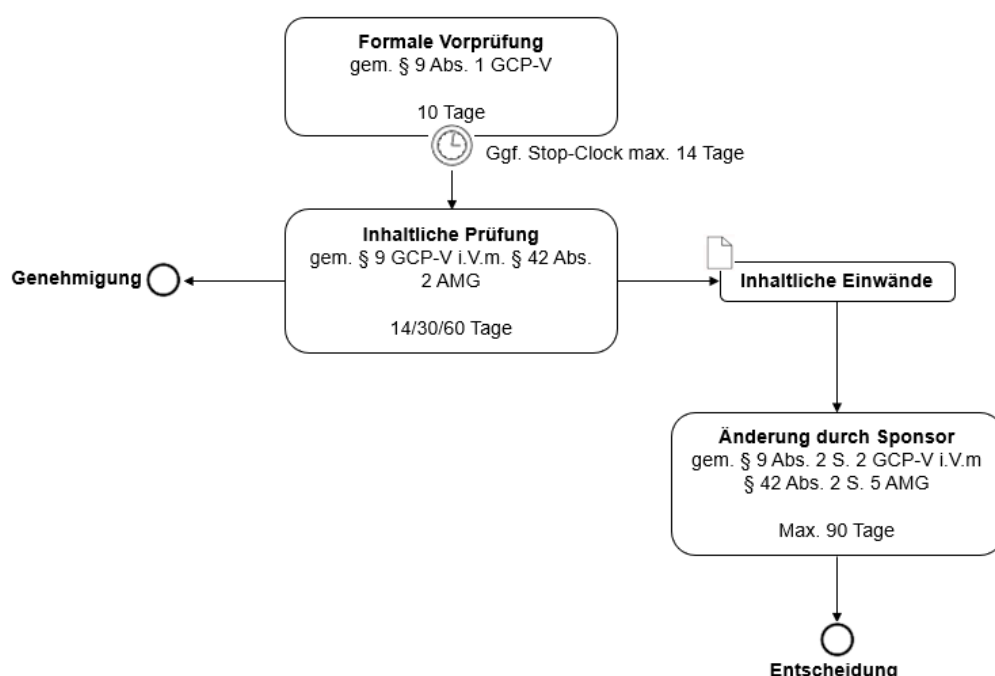 Formale Vorprüfung
gem. § 9 Abs. 1 GCP-V
10 Tage
Ggf. Stop-Clock max. 14 Tage
Inhaltliche Prüfung
gem. § 9 GCP-V i.V.m. § 42 Abs.
2 AMG
14/30/60 Tage
Genehmigung
Inhaltliche Einwände
Änderung durch Sponsor
gem. § 9 Abs. 2 S. 2 GCP-V i.V.m
§ 42 Abs. 2 S. 5 AMG
Max. 90 Tage
Entscheidung